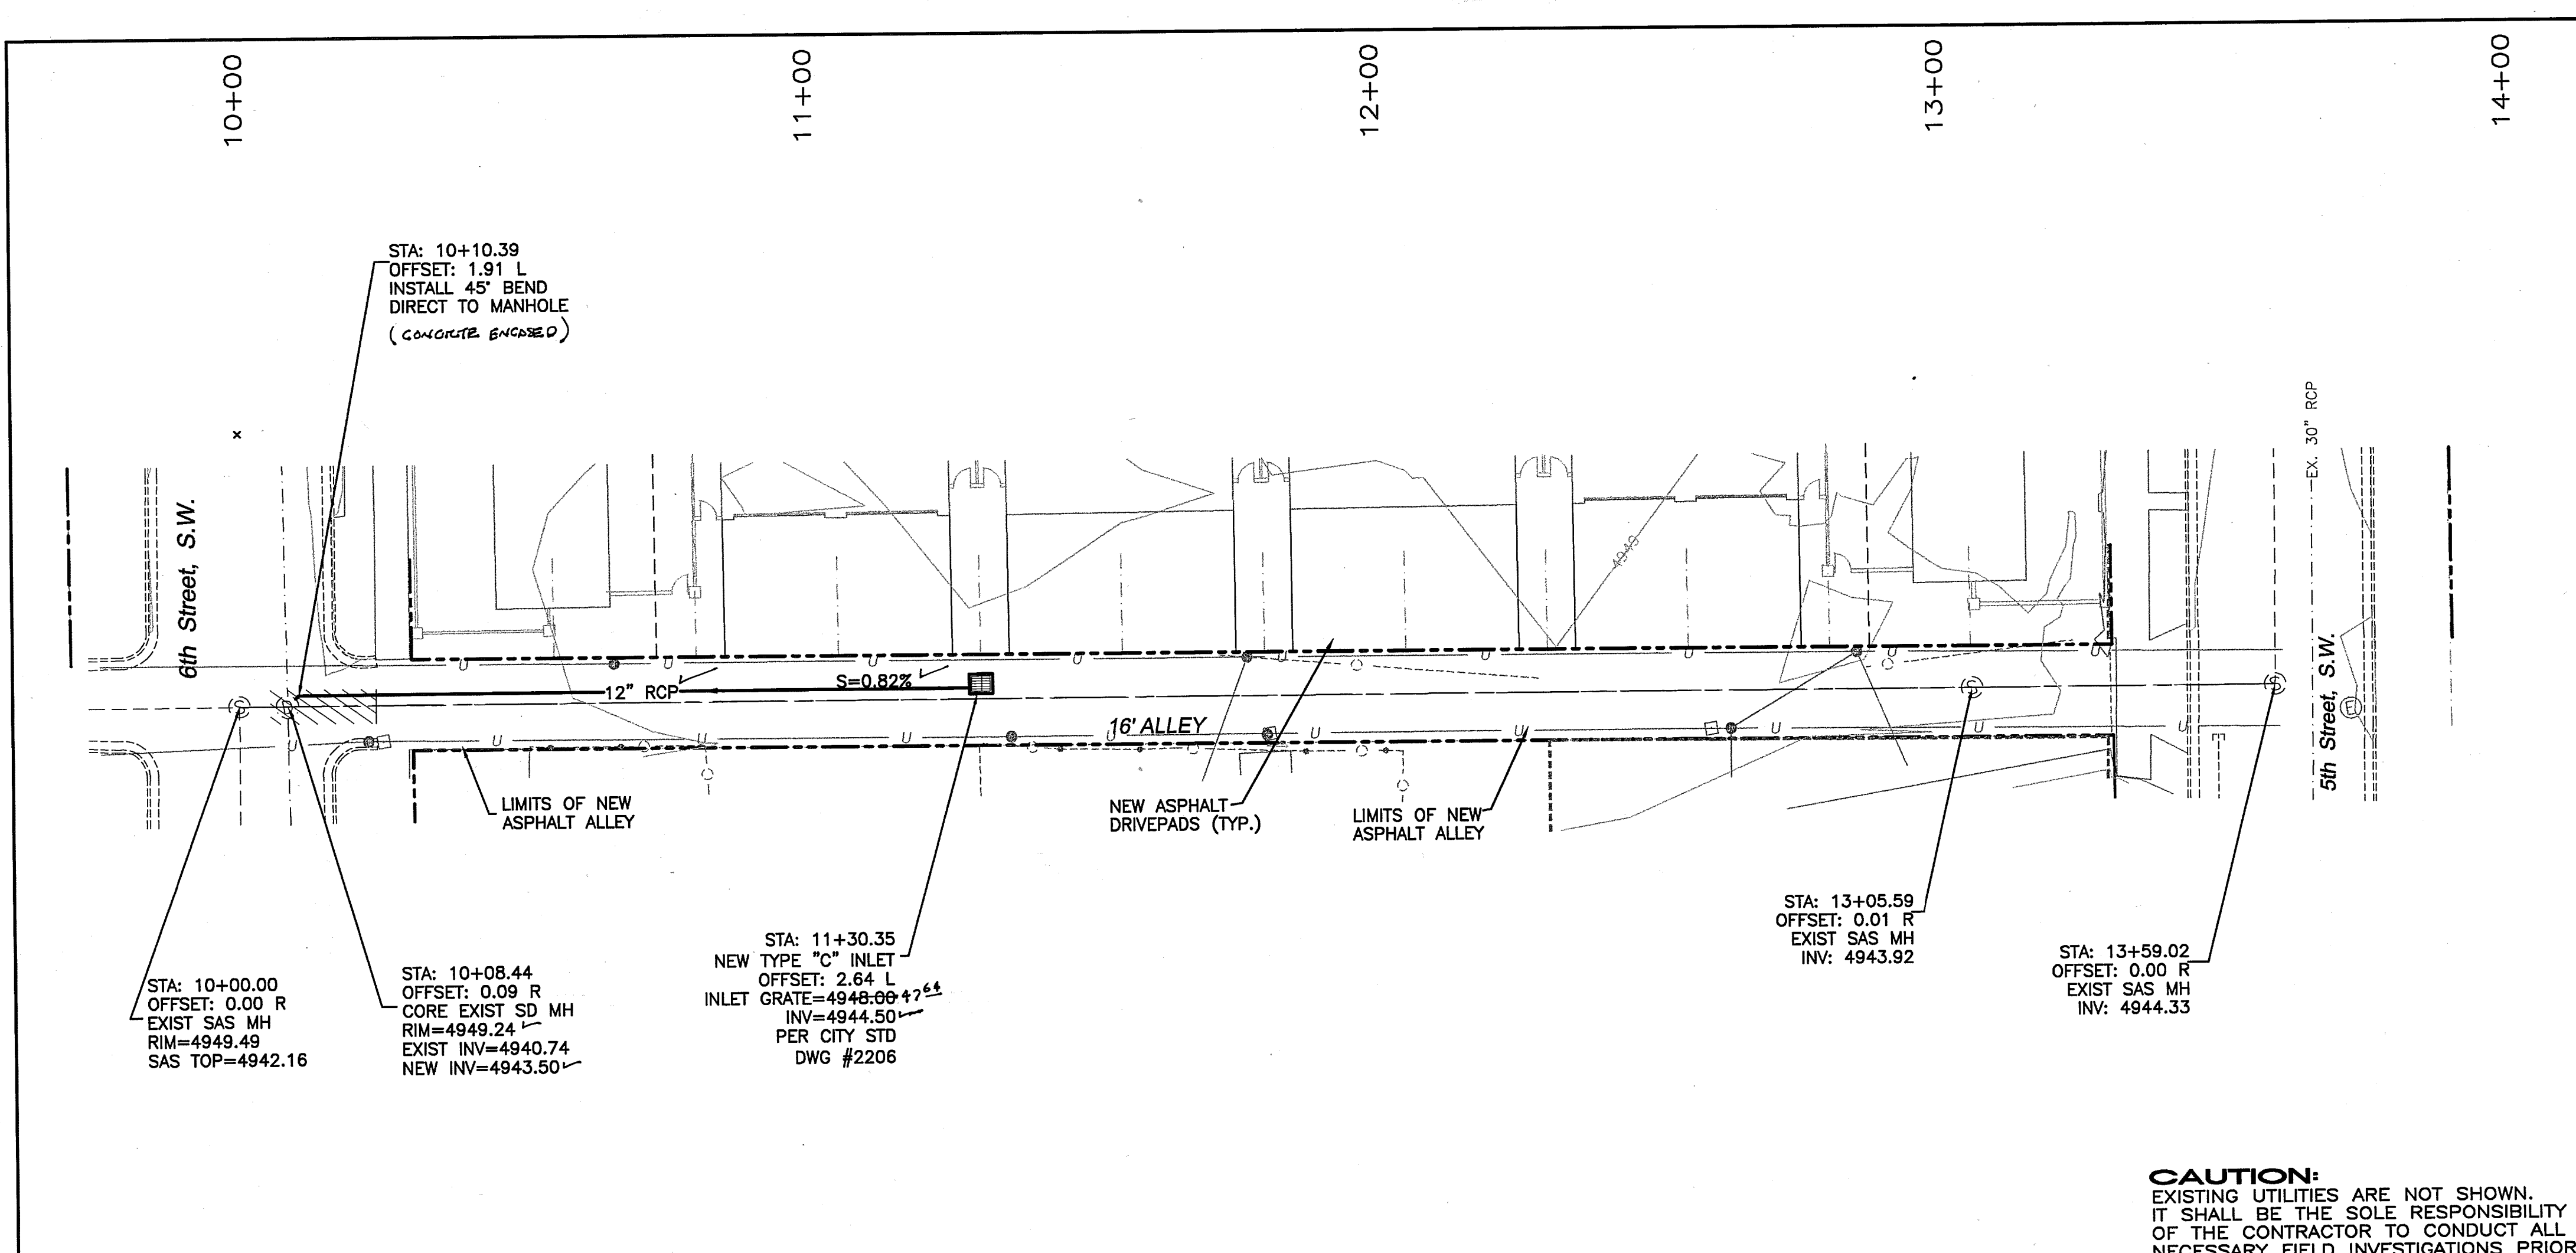 10+00
11+00
12+00
13+00
14+00
STA: 10+10.39
OFFSET: 1.91 L
INSTALL 45° BEND
DIRECT TO MANHOLE
(CONCRETE ENCASED)
EX. 30" RCP
6th Street, S.W.
4949
12" RCP
S=0.82%
16' ALLEY
5th Street, S.W.
LIMITS OF NEW
ASPHALT ALLEY
NEW ASPHALT
DRIVEPADS (TYP.)
LIMITS OF NEW
ASPHALT ALLEY
STA: 10+00.00
OFFSET: 0.00 R
EXIST SAS MH
RIM=4949.49
SAS TOP=4942.16
STA: 10+08.44
OFFSET: 0.09 R
CORE EXIST SD MH
RIM=4949.24
EXIST INV=4940.74
NEW INV=4943.50
STA: 11+30.35
NEW TYPE "C" INLET
OFFSET: 2.64 L
INLET GRATE=4948.00 47 64
INV=4944.50
PER CITY STD
DWG #2206
STA: 13+05.59
OFFSET: 0.01 R
EXIST SAS MH
INV: 4943.92
STA: 13+59.02
OFFSET: 0.00 R
EXIST SAS MH
INV: 4944.33
CAUTION:
EXISTING UTILITIES ARE NOT SHOWN.
IT SHALL BE THE SOLE RESPONSIBILITY
OF THE CONTRACTOR TO CONDUCT ALL
NECESSARY FIELD INVESTIGATIONS PRIOR